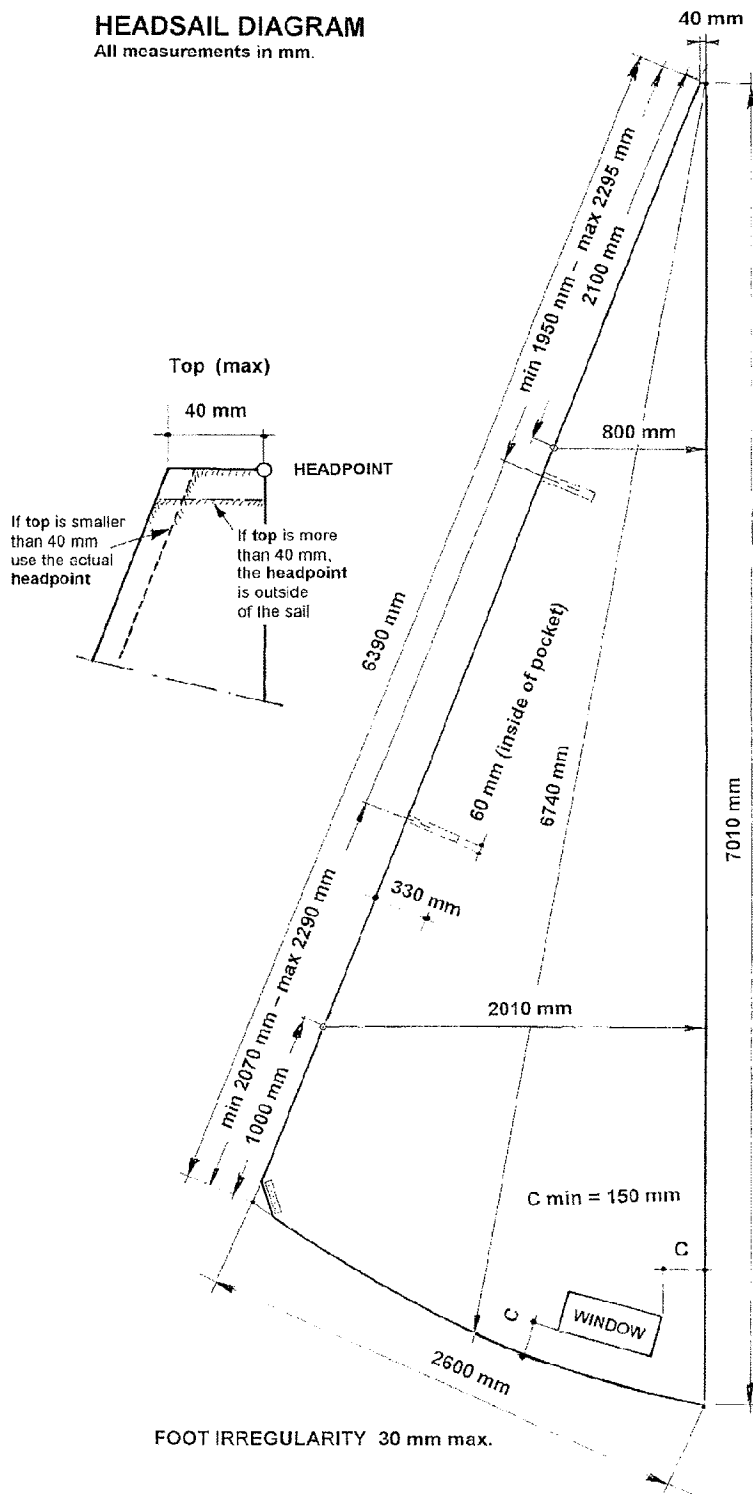 HEADSAIL DIAGRAM
All measurements in mm.
40 mm
min 1950 mm – max 2295 mm
2100 mm
Top (max)
40 mm
800 mm
HEADPOINT
If top is smaller
than 40 mm
use the actual
headpoint
If top is more
than 40 mm,
the headpoint
is outside
of the sail
6390 mm
60 mm (inside of pocket)
6740 mm
7010 mm
330 mm
min 2070 mm – max 2290 mm
2010 mm
1000 mm
C min = 150 mm
C
C
WINDOW
2600 mm
FOOT IRREGULARITY 30 mm max.